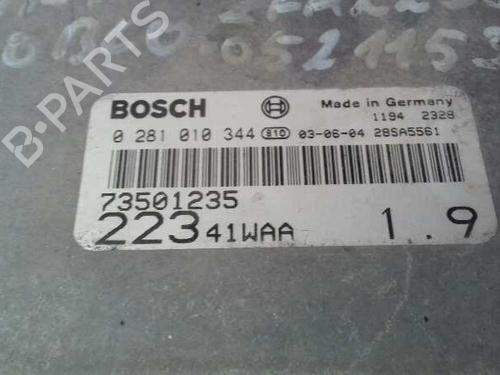 BOSCH
Made in Germany
1194 2328
0 281 010 344 810 03-06-04 28SA5561
73501235
223 41WAA 1.9
B-PARTS